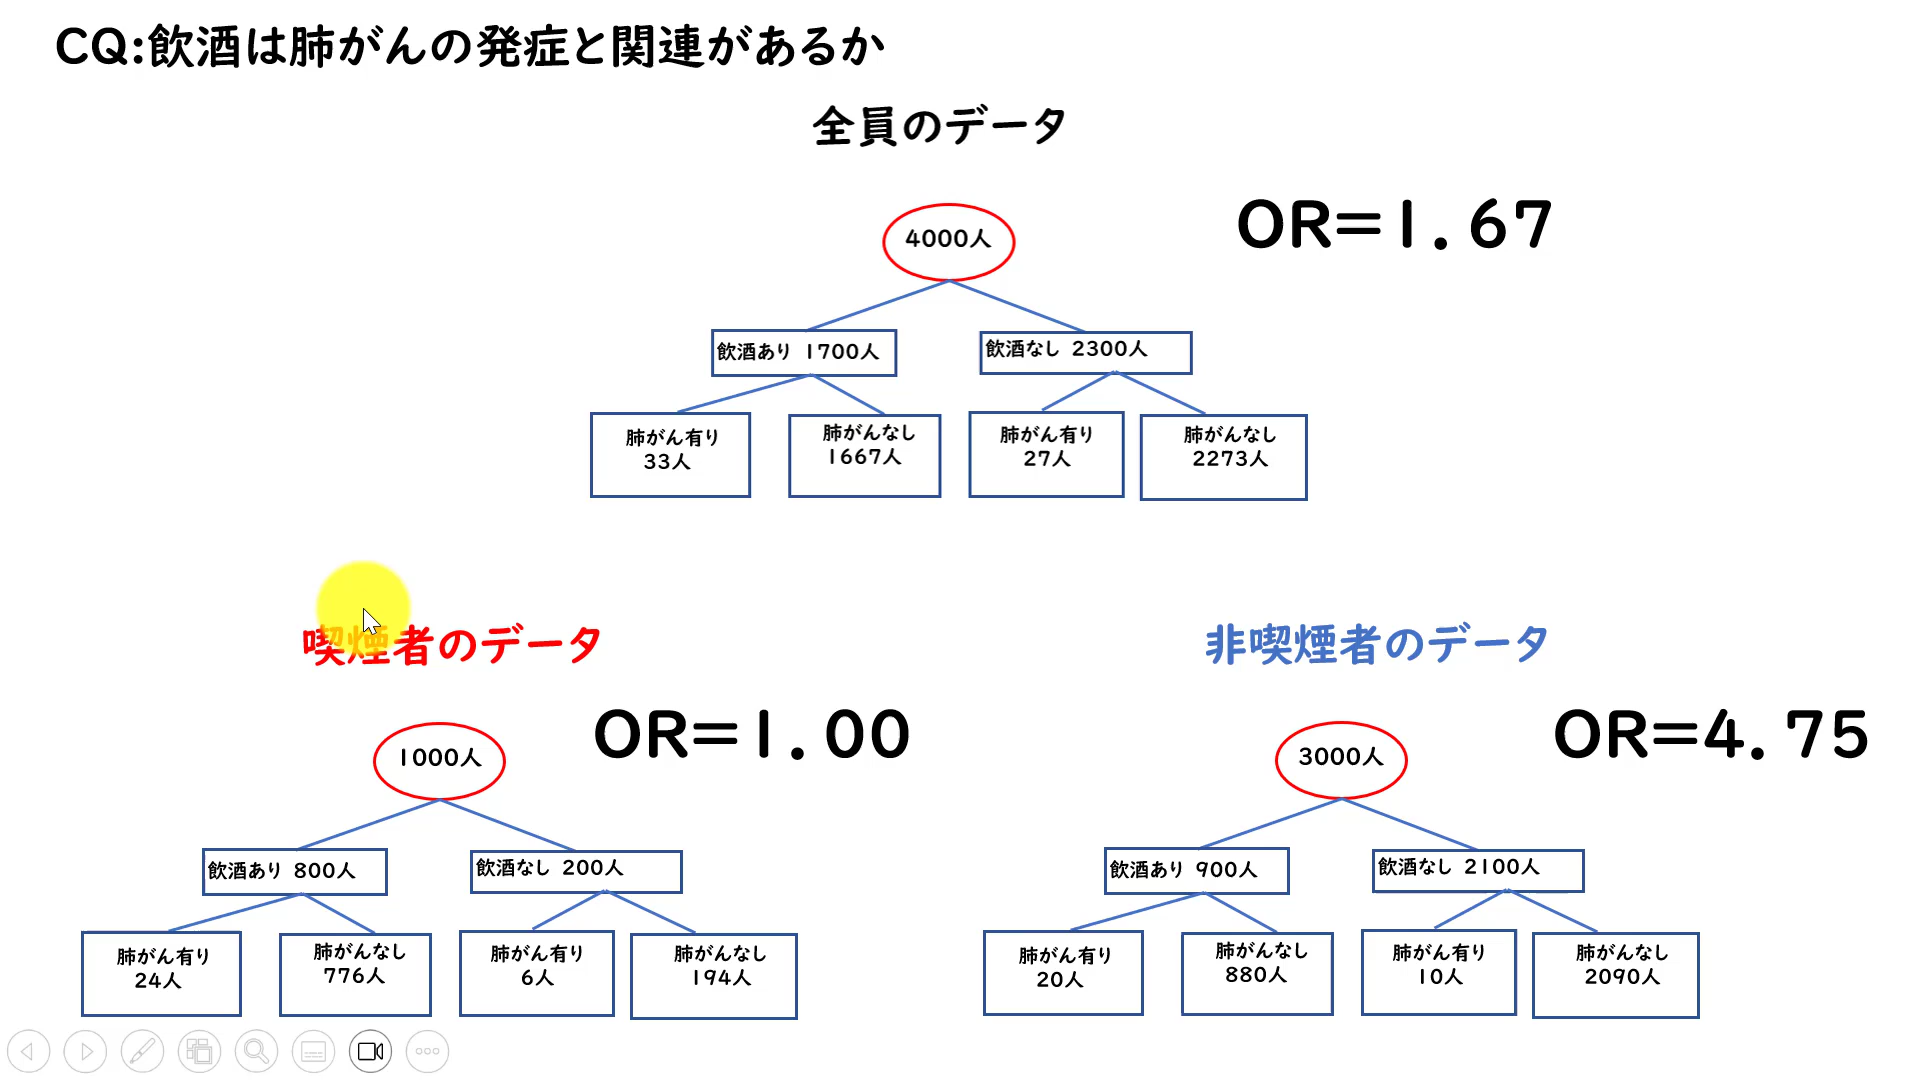 CQ:飲酒は肺がんの発症と関連があるか
全員のデータ
OR=1.67
4000人
飲酒あり 1700人
飲酒なし 2300人
肺がん有り
33人
肺がんなし
1667人
肺がん有り
27人
肺がんなし
2273人
喫煙者のデータ
OR=1.00
1000人
飲酒あり 800人
飲酒なし 200人
肺がん有り
24人
肺がんなし
776人
肺がん有り
6人
肺がんなし
194人
非喫煙者のデータ
OR=4.75
3000人
飲酒あり 900人
飲酒なし 2100人
肺がん有り
20人
肺がんなし
880人
肺がん有り
10人
肺がんなし
2090人